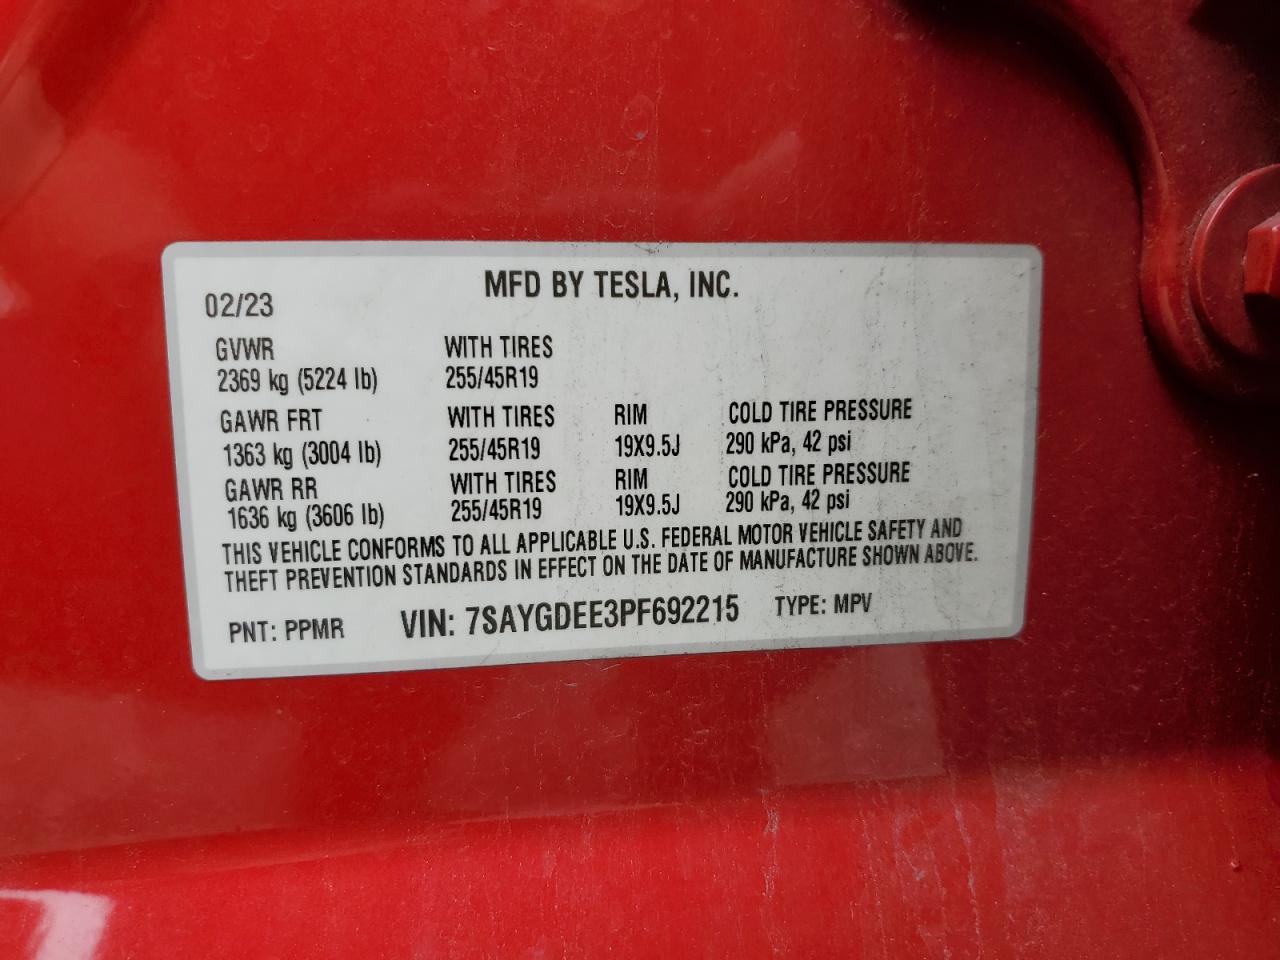 MFD BY TESLA, INC.
02/23
GVWR WITH TIRES
2369 kg (5224 lb) 255/45R19
GAWR FRT WITH TIRES RIM COLD TIRE PRESSURE
1363 kg (3004 lb) 255/45R19 19X9.5J 290 kPa, 42 psi
GAWR RR WITH TIRES RIM COLD TIRE PRESSURE
1636 kg (3606 lb) 255/45R19 19X9.5J 290 kPa, 42 psi
THIS VEHICLE CONFORMS TO ALL APPLICABLE U.S. FEDERAL MOTOR VEHICLE SAFETY AND
THEFT PREVENTION STANDARDS IN EFFECT ON THE DATE OF MANUFACTURE SHOWN ABOVE.
PNT: PPMR VIN: 7SAYGDEE3PF692215 TYPE: MPV